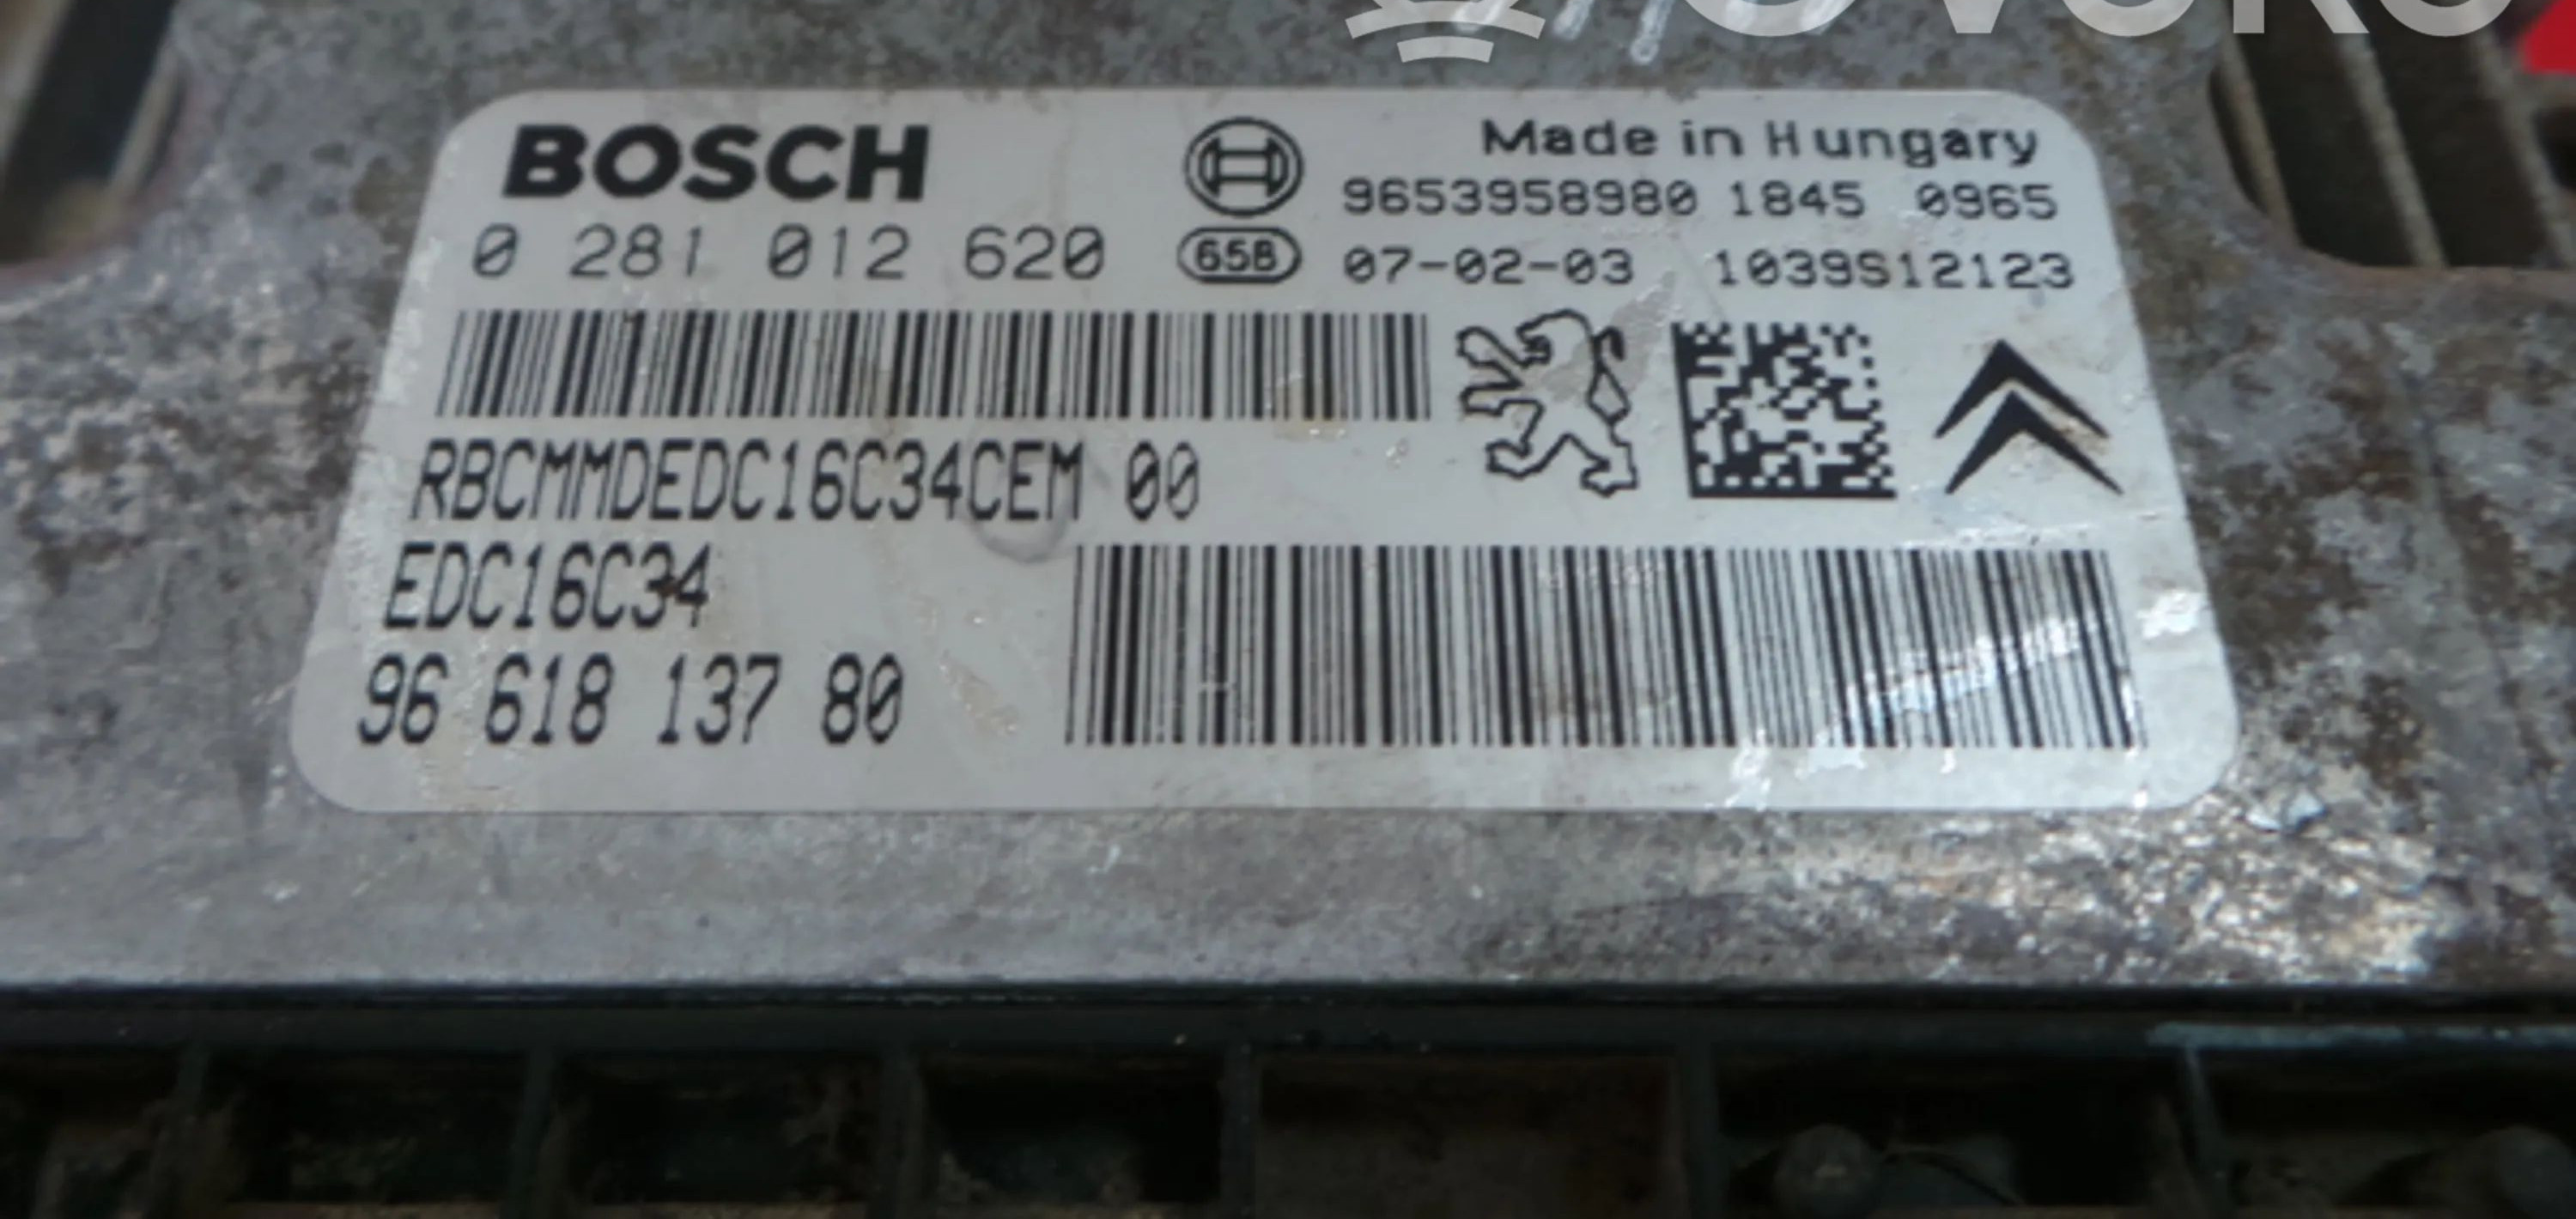 BOSCH
Made in Hungary
9653958980 1845 0965
0 281 012 620
65B
07-02-03 1039S12123
RBCMMDEDC16C34CEM 00
EDC16C34
96 618 137 80